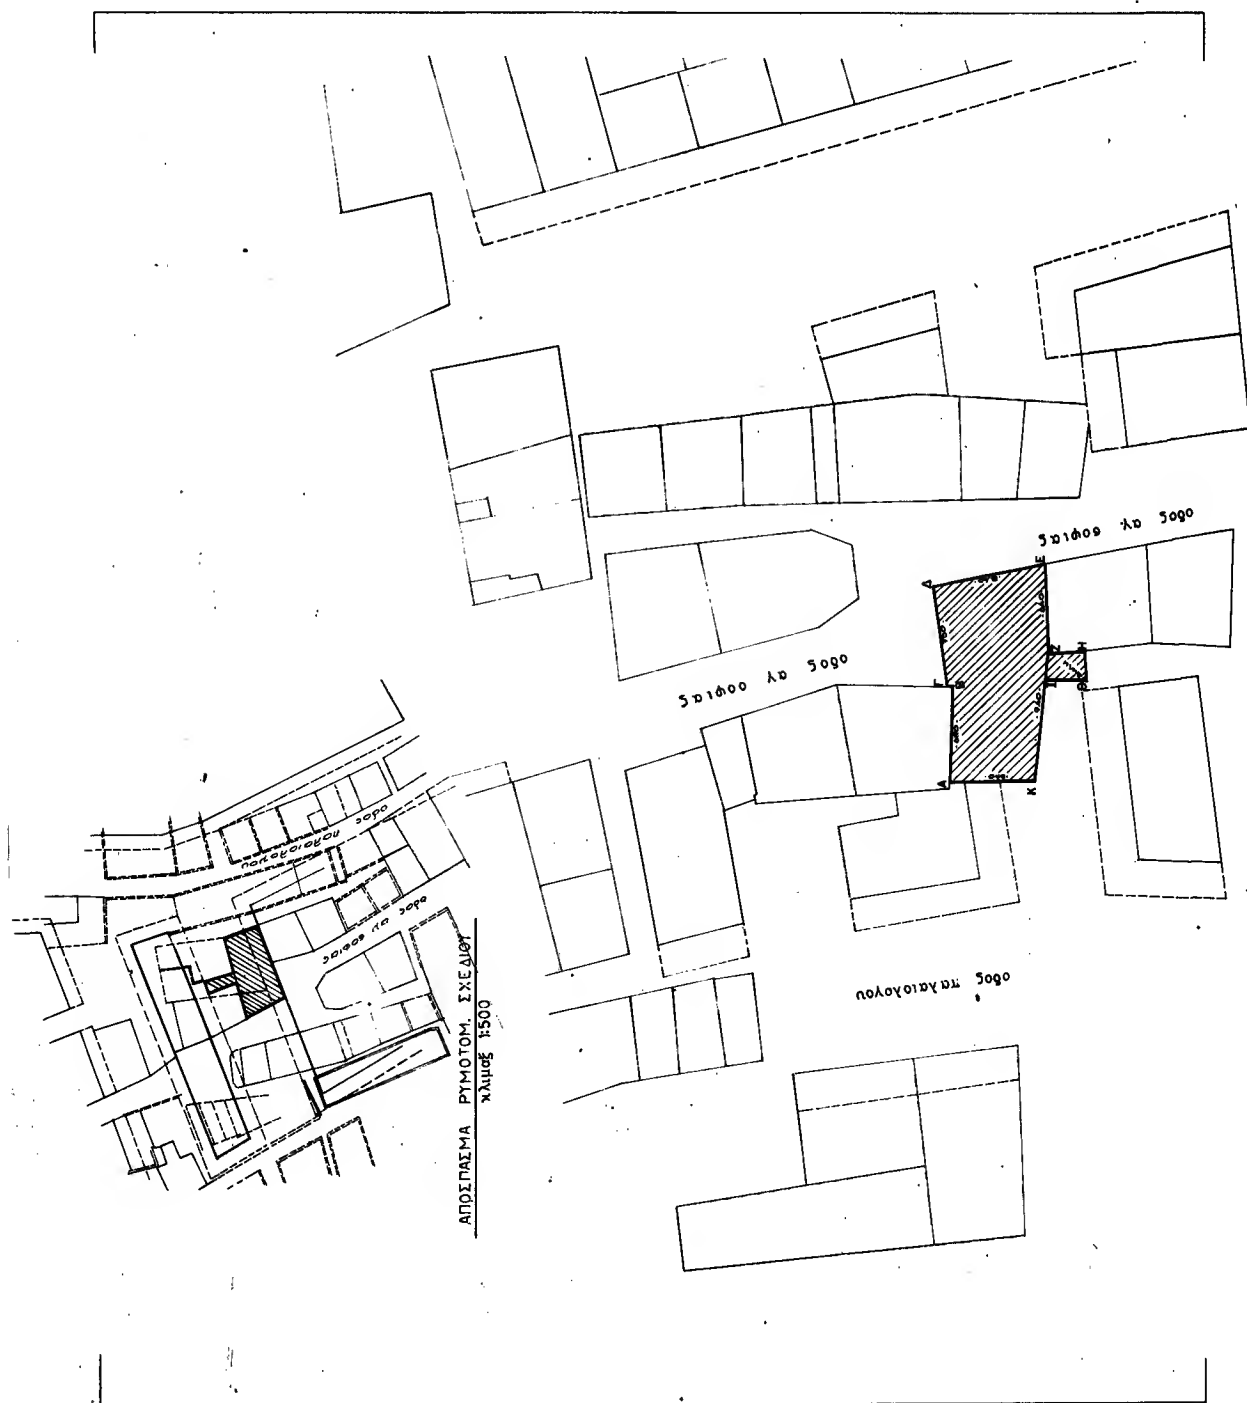 οδος αγ. σοφιας
οδος αγ σοφιας
οδος παλαιολογου
Δ
Ε
Γ
Β
Α
Κ
Ι
Ζ
Θ
Η
οδος παλαιολογου
οδος αγ σοφιας
ΑΠΟΣΠΑΣΜΑ ΡΥΜΟΤΟΜ. ΣΧΕΔΙΟΥ
κλιμαξ 1:500